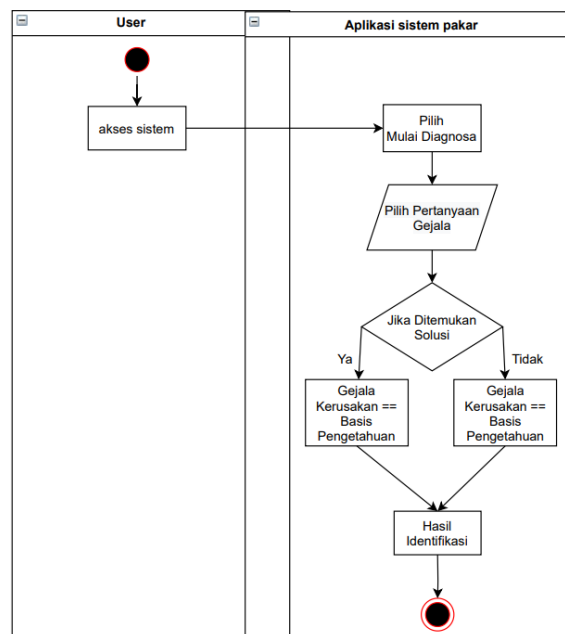 User
Aplikasi sistem pakar
akses sistem
Pilih
Mulai Diagnosa
Pilih Pertanyaan
Gejala
Jika Ditemukan
Solusi
Ya
Tidak
Gejala
Kerusakan ==
Basis
Pengetahuan
Gejala
Kerusakan ==
Basis
Pengetahuan
Hasil
Identifikasi